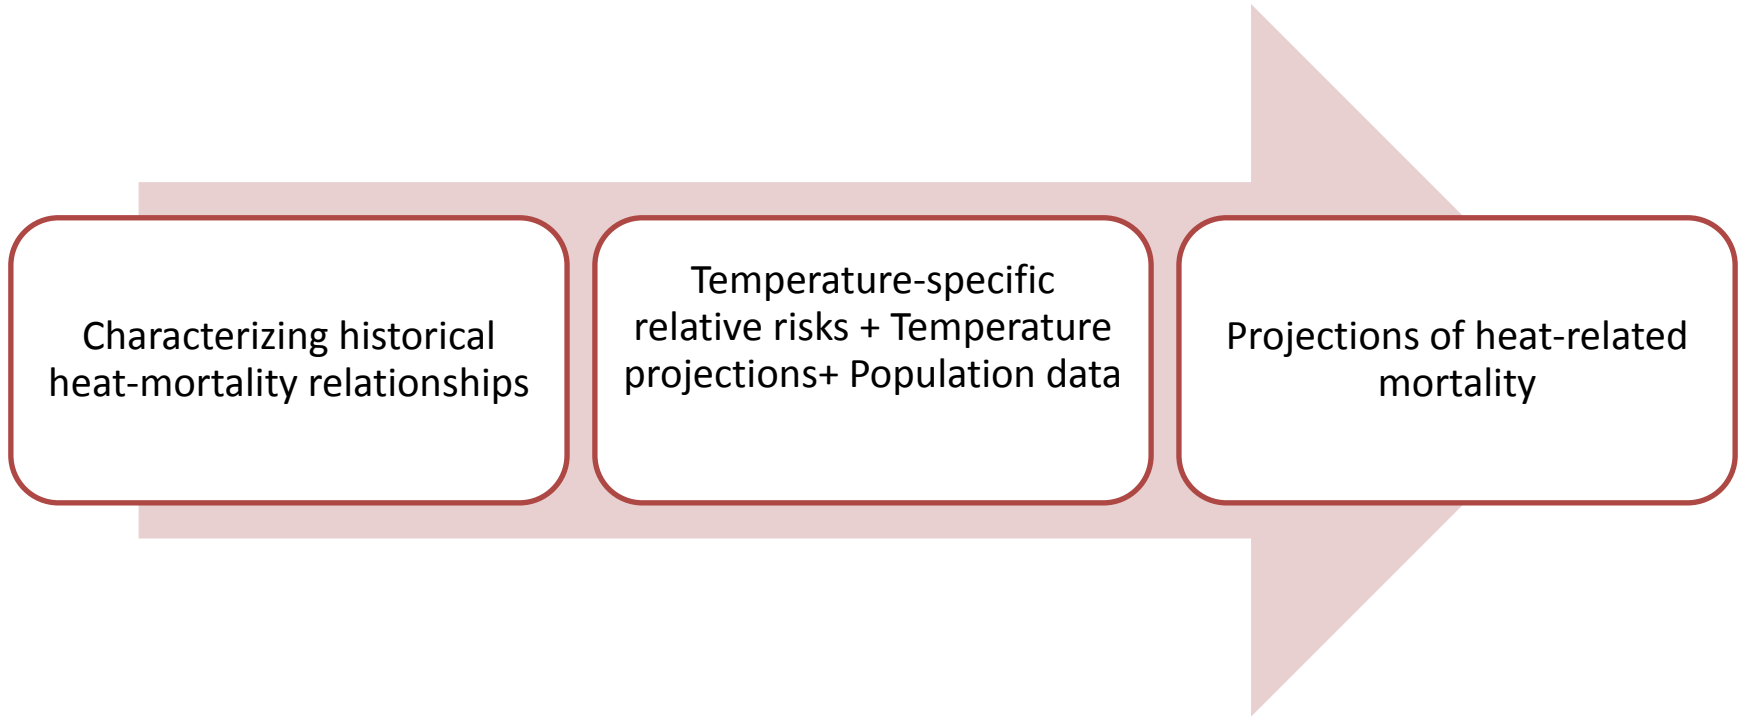 Characterizing historical
heat-mortality relationships
Temperature-specific
relative risks + Temperature
projections+ Population data
Projections of heat-related
mortality